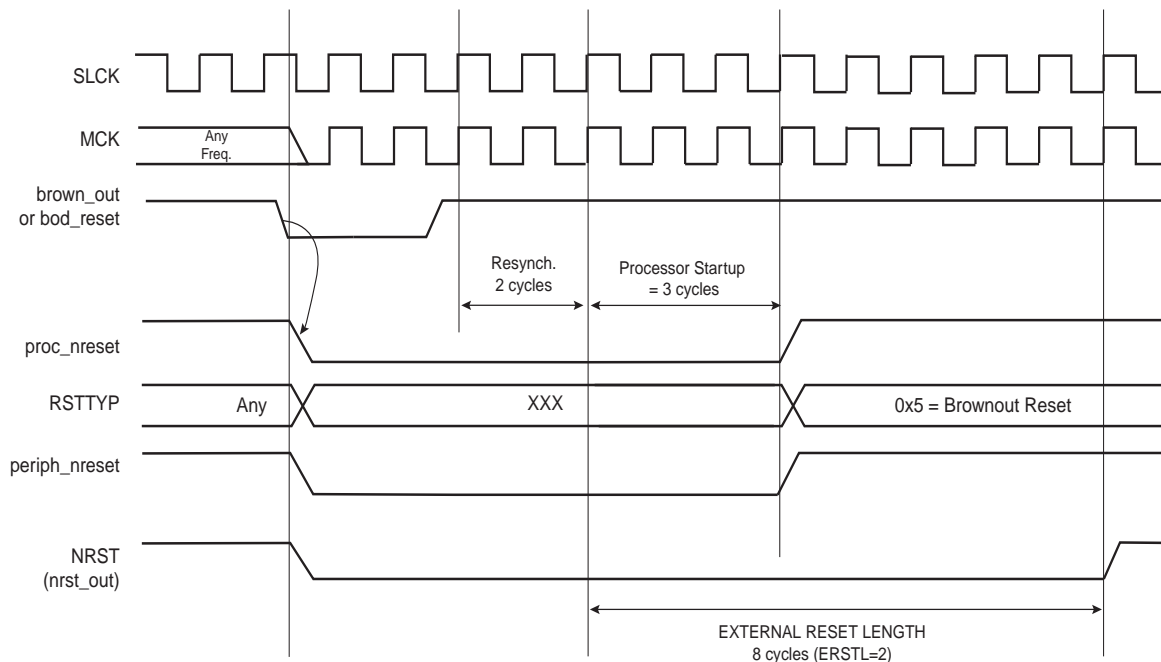 SLCK
MCK
Any
Freq.
brown_out
or bod_reset
Resynch.
2 cycles
Processor Startup
= 3 cycles
proc_nreset
RSTTYP
Any
XXX
0x5 = Brownout Reset
periph_nreset
NRST
(nrst_out)
EXTERNAL RESET LENGTH
8 cycles (ERSTL=2)